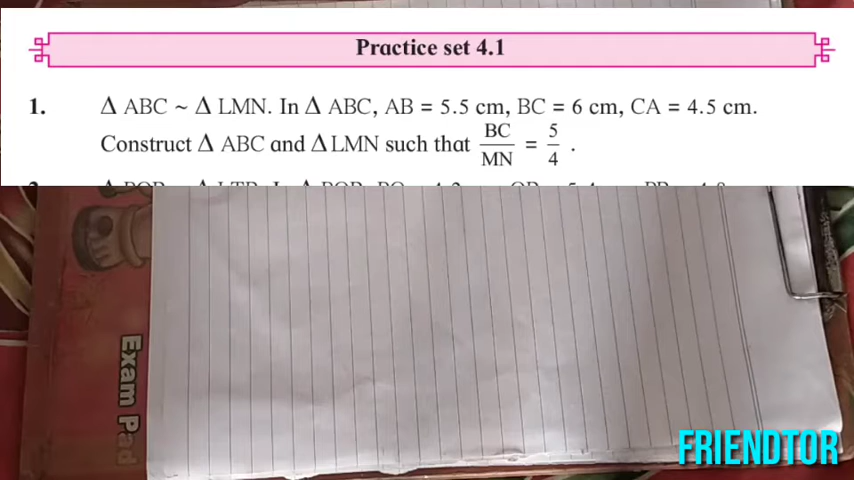 Practice set 4.1
1. Δ ABC ~ Δ LMN. In Δ ABC, AB = 5.5 cm, BC = 6 cm, CA = 4.5 cm.
Construct Δ ABC and Δ LMN such that BC/MN = 5/4 .
Exam Pad
FRIENDTOR